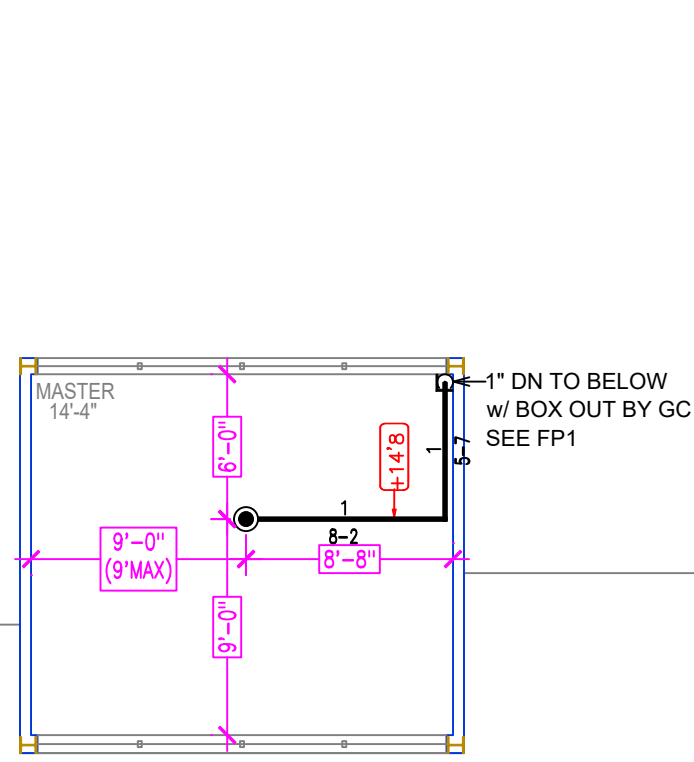 MASTER
14'-4"
1" DN TO BELOW
w/ BOX OUT BY GC
SEE FP1
6'-0"
+14'8
1
5-7
1
8-2
9'-0"
(9'MAX)
8'-8"
9'-0"